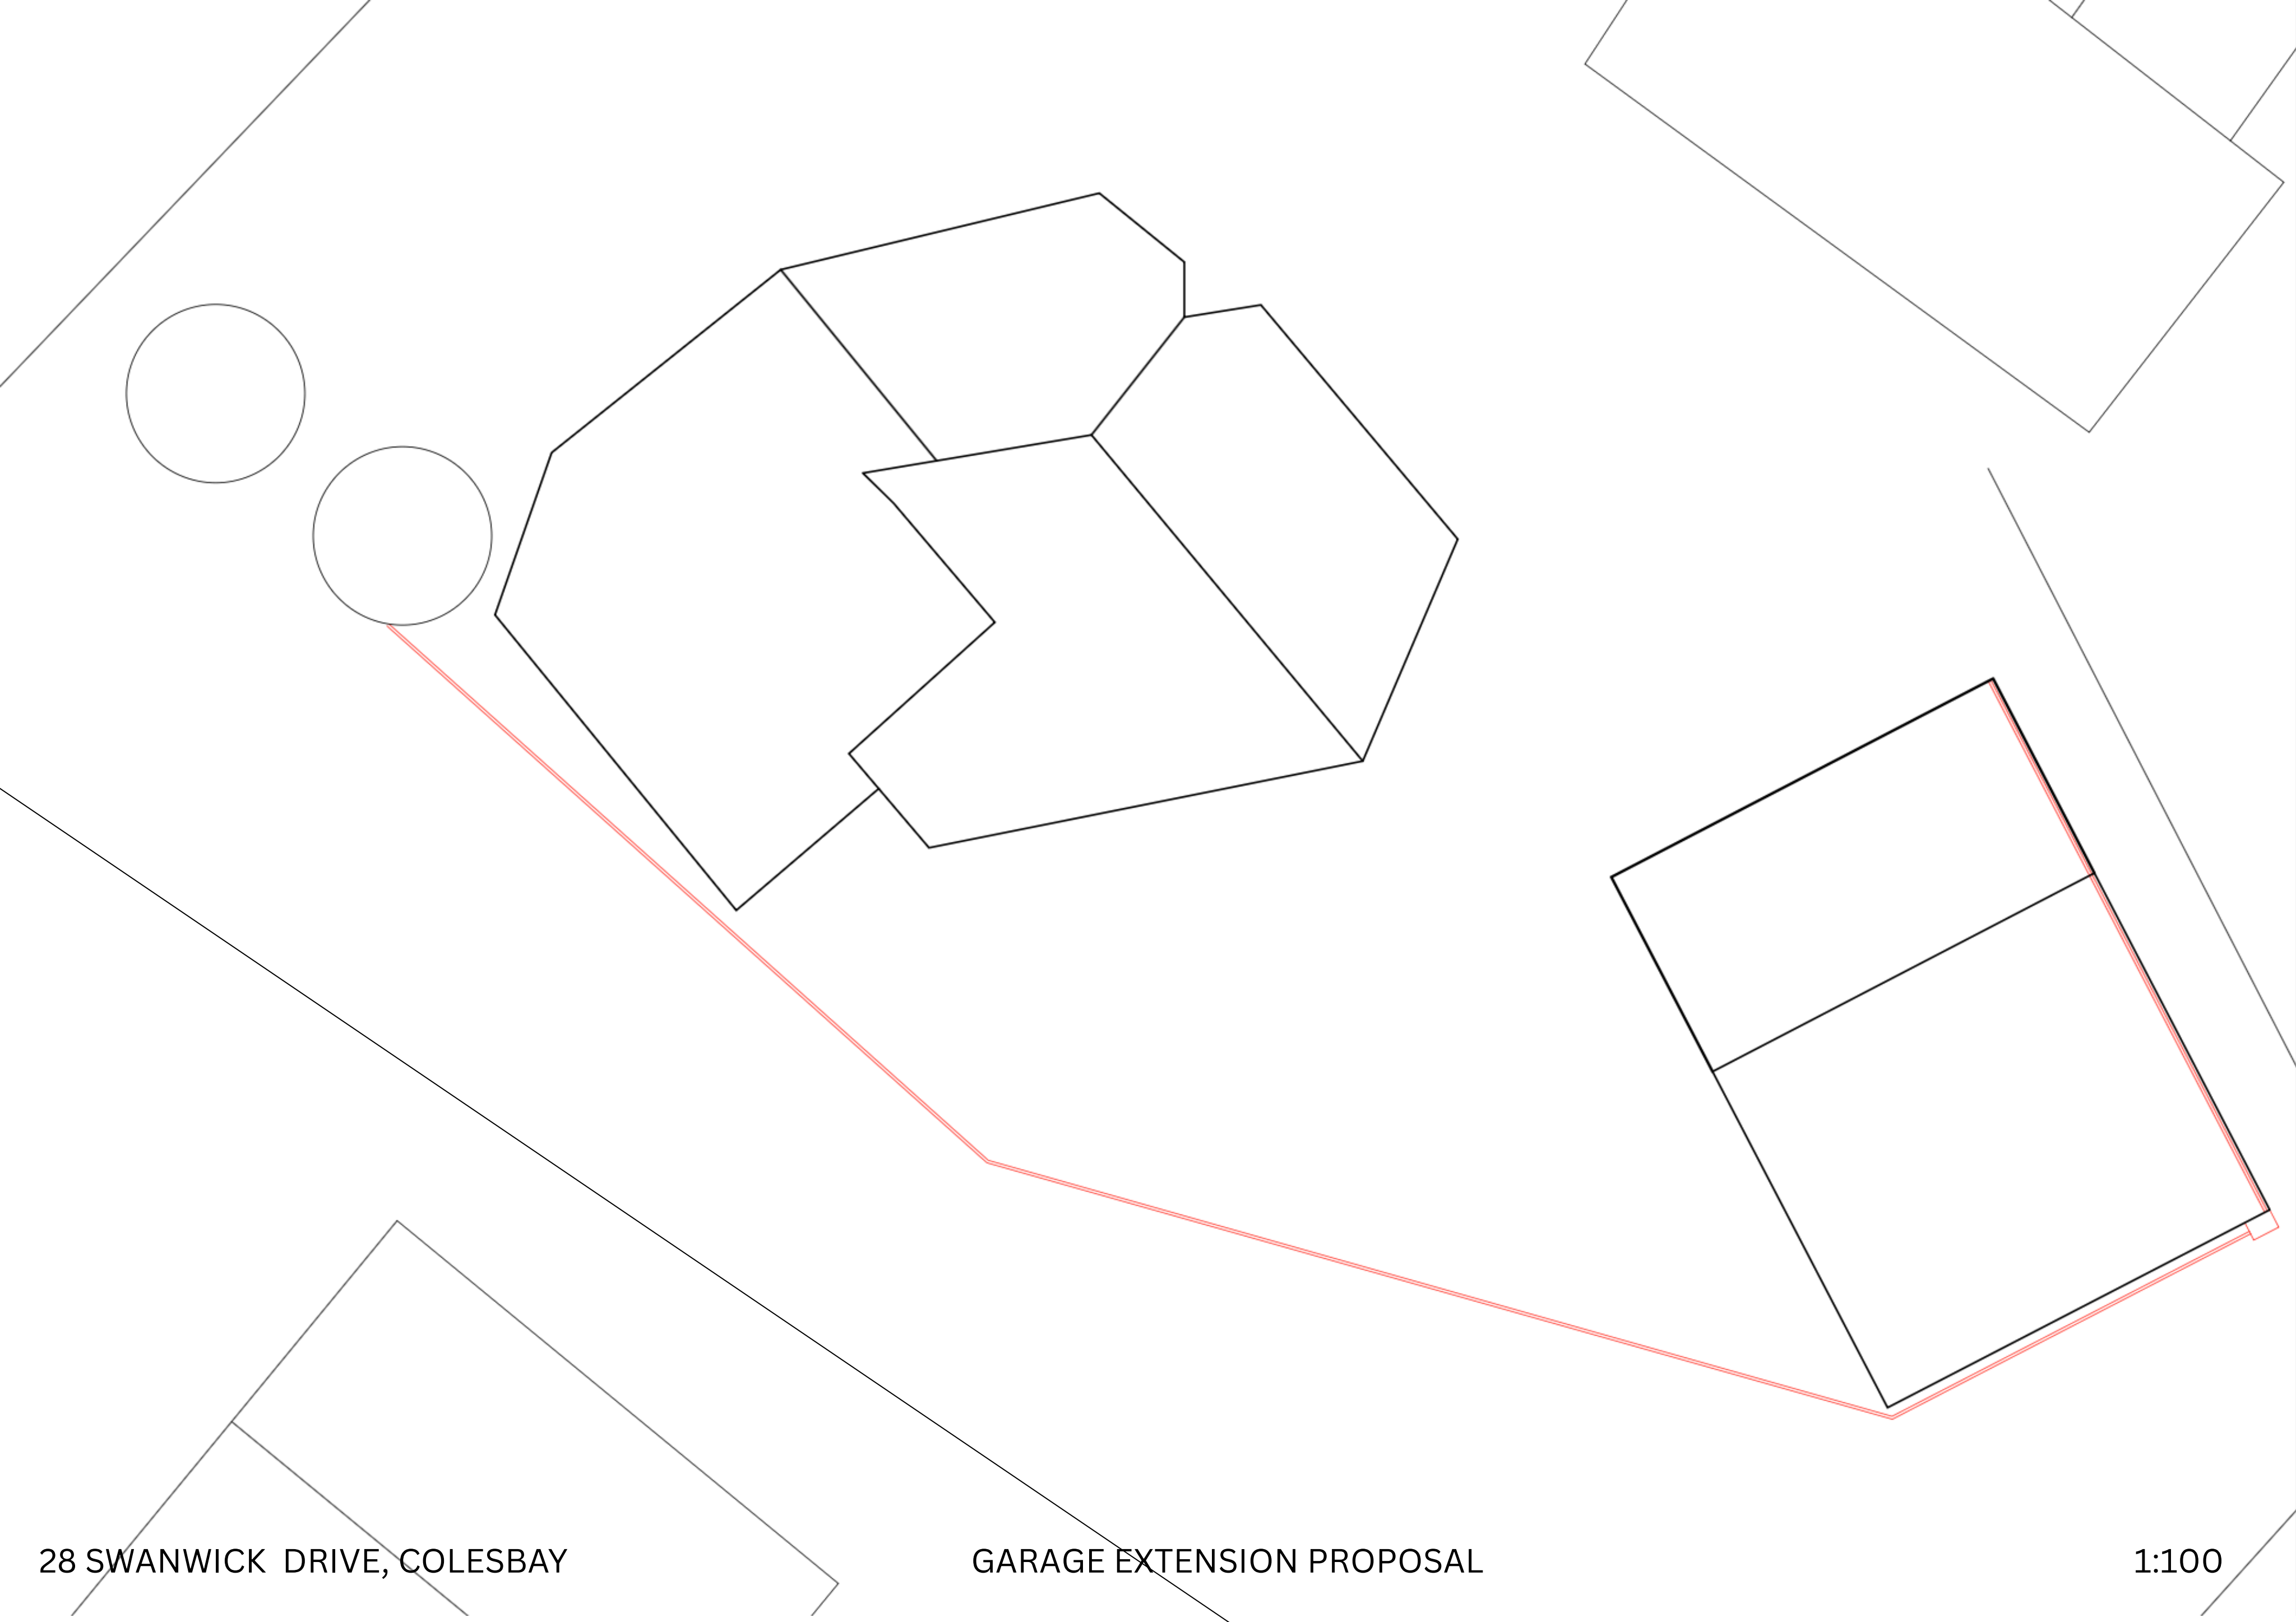 28 SWANWICK DRIVE, COLESBAY
GARAGE EXTENSION PROPOSAL
1:100